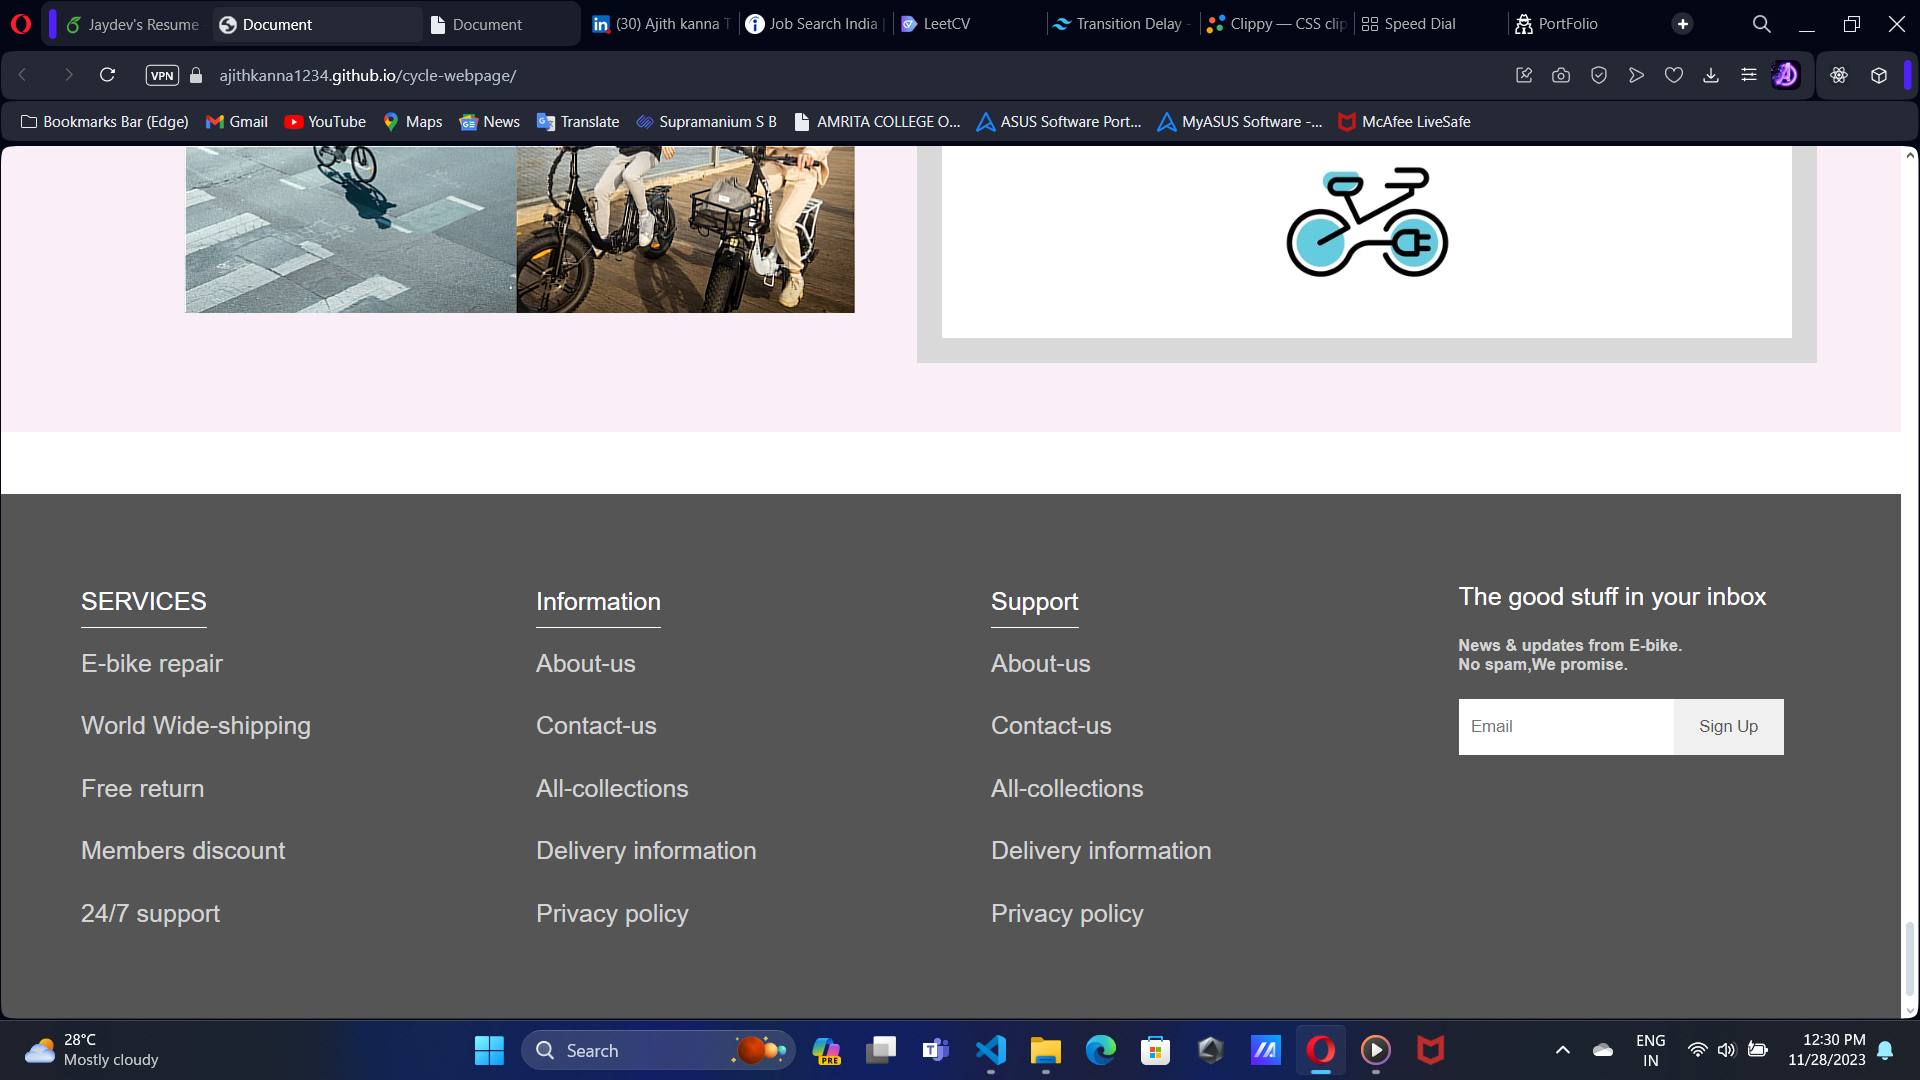 Jaydev's Resume
Document
Document
(30) Ajith kanna T
Job Search India |
LeetCV
Transition Delay -
Clippy — CSS clip
Speed Dial
PortFolio
VPN
ajithkanna1234.github.io/cycle-webpage/
Bookmarks Bar (Edge)
Gmail
YouTube
Maps
News
Translate
Supramanium S B
AMRITA COLLEGE O...
ASUS Software Port...
MyASUS Software -...
McAfee LiveSafe
SERVICES
E-bike repair
World Wide-shipping
Free return
Members discount
24/7 support
Information
About-us
Contact-us
All-collections
Delivery information
Privacy policy
Support
About-us
Contact-us
All-collections
Delivery information
Privacy policy
The good stuff in your inbox
News & updates from E-bike.
No spam,We promise.
Email
Sign Up
28°C
Mostly cloudy
Search
PRE
ENG
IN
12:30 PM
11/28/2023